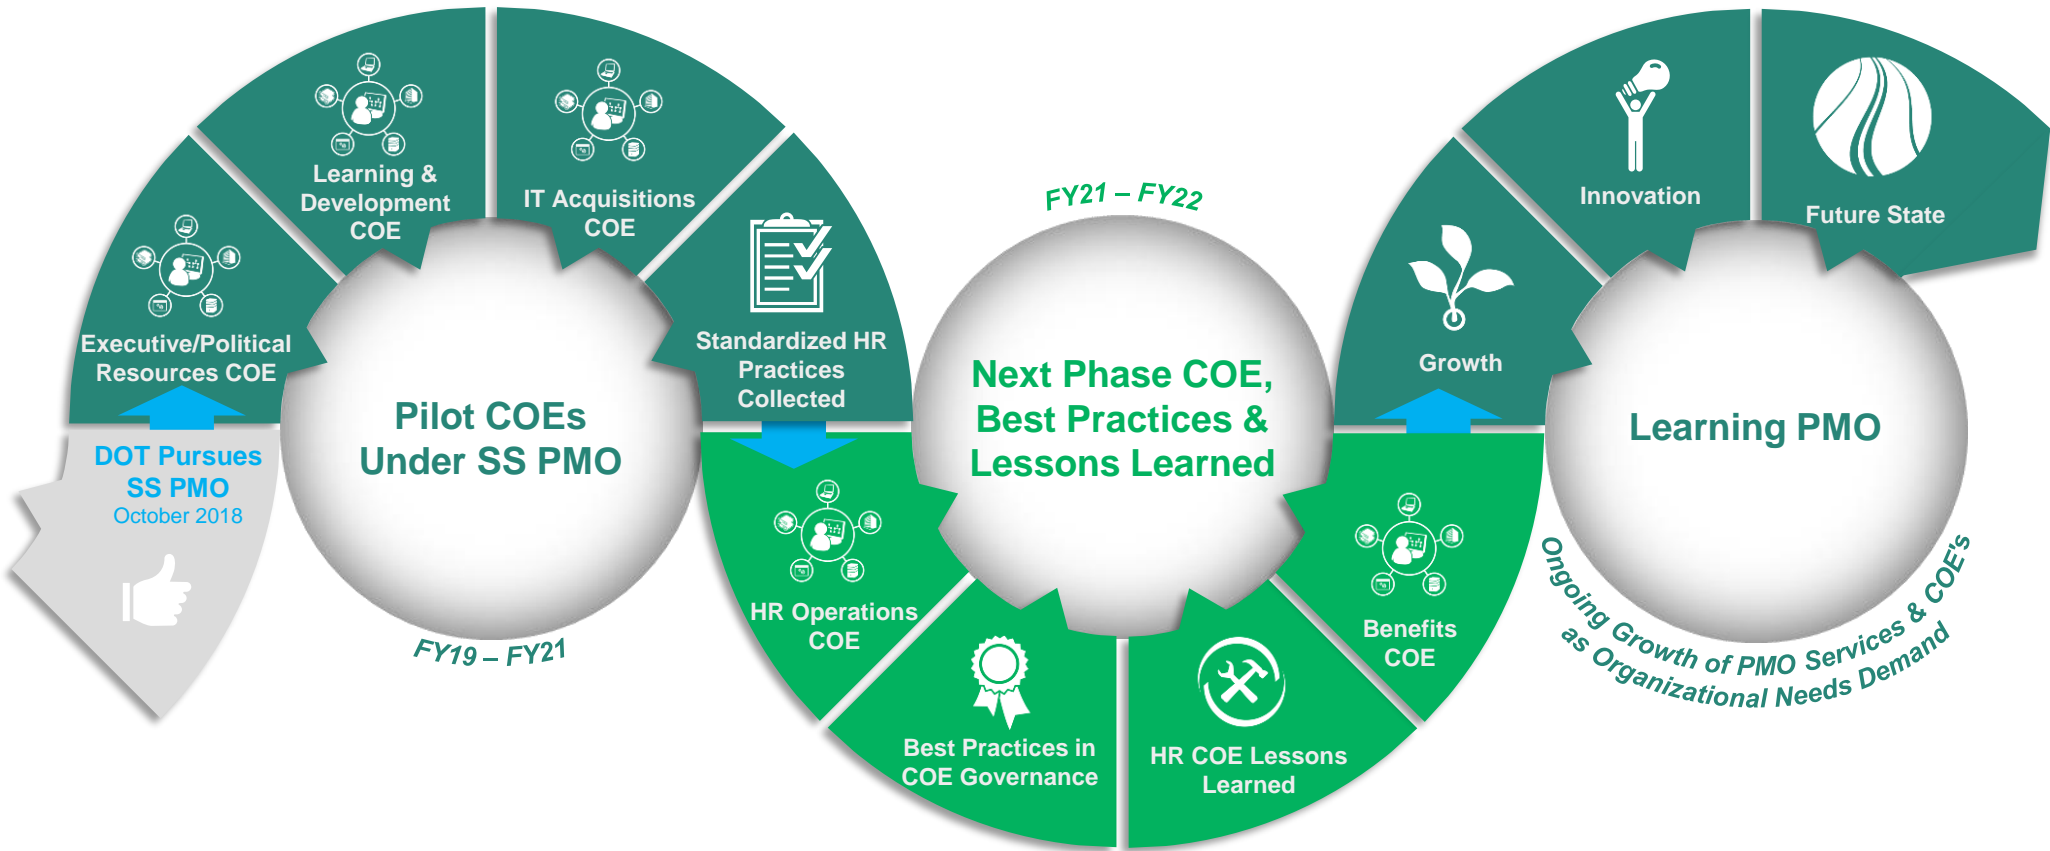 DOT Pursues
SS PMO
October 2018
Executive/Political
Resources COE
Learning &
Development
COE
IT Acquisitions
COE
Standardized HR
Practices
Collected
Pilot COEs
Under SS PMO
FY19 – FY21
HR Operations
COE
Best Practices in
COE Governance
HR COE Lessons
Learned
Benefits
COE
FY21 – FY22
Next Phase COE,
Best Practices &
Lessons Learned
Growth
Innovation
Future State
Learning PMO
Ongoing Growth of PMO Services & COE's
as Organizational Needs Demand